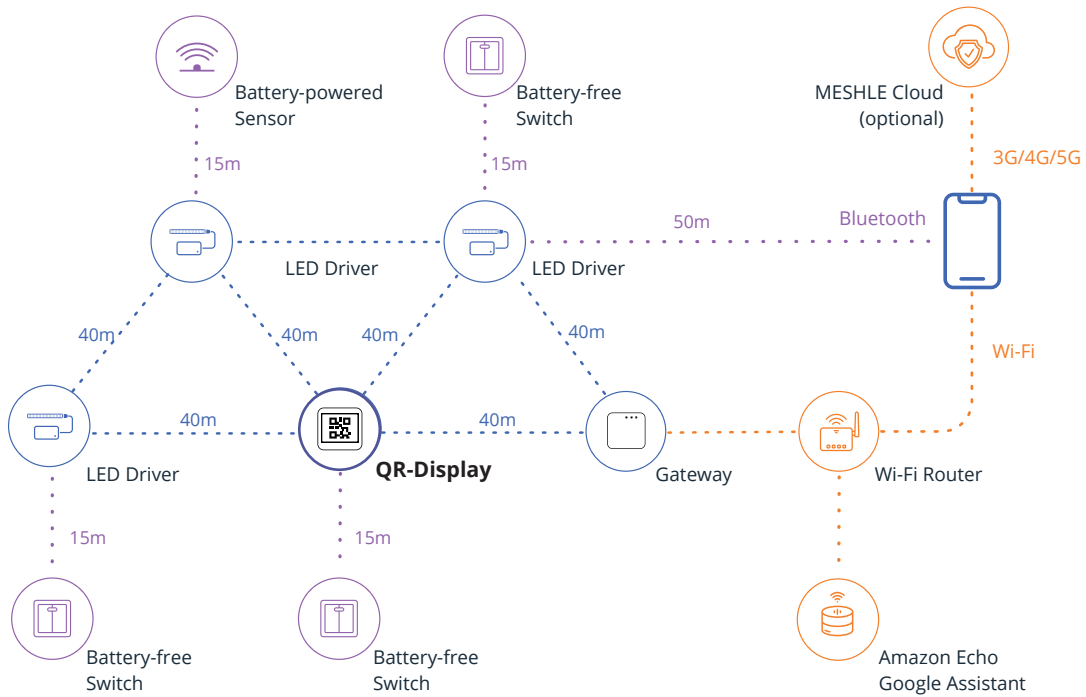 Battery-powered
Sensor
Battery-free
Switch
MESHLE Cloud
(optional)
15m
15m
3G/4G/5G
50m
Bluetooth
LED Driver
LED Driver
40m
40m
40m
40m
Wi-Fi
40m
40m
LED Driver
QR-Display
Gateway
Wi-Fi Router
15m
15m
Battery-free
Switch
Battery-free
Switch
Amazon Echo
Google Assistant